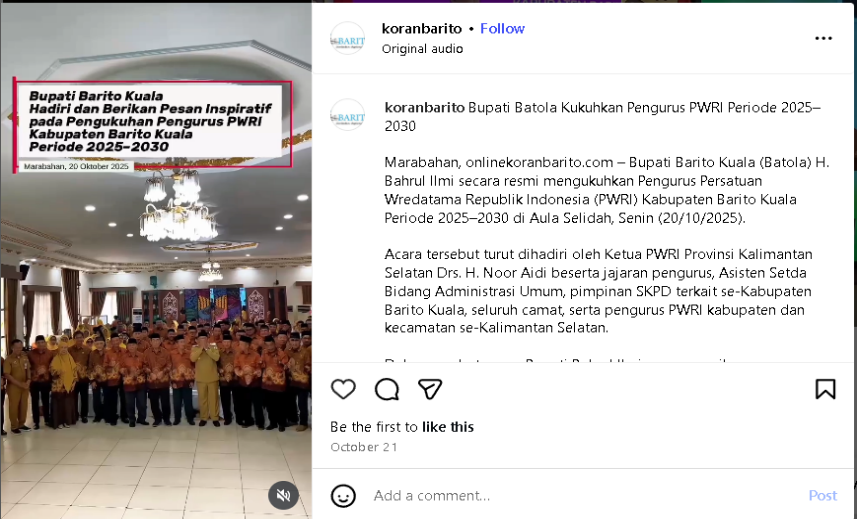 Bupati Barito Kuala
Hadiri dan Berikan Pesan Inspiratif
pada Pengukuhan Pengurus PWRI
Kabupaten Barito Kuala
Periode 2025–2030
Marabahan, 20 Oktober 2025
koranbarito • Follow
Original audio
koranbarito Bupati Batola Kukuhkan Pengurus PWRI Periode 2025–
2030
Marabahan, onlinekoranbarito.com – Bupati Barito Kuala (Batola) H.
Bahrul Ilmi secara resmi mengukuhkan Pengurus Persatuan
Wredatama Republik Indonesia (PWRI) Kabupaten Barito Kuala
Periode 2025–2030 di Aula Selidah, Senin (20/10/2025).
Acara tersebut turut dihadiri oleh Ketua PWRI Provinsi Kalimantan
Selatan Drs. H. Noor Aidi beserta jajaran pengurus, Asisten Setda
Bidang Administrasi Umum, pimpinan SKPD terkait se-Kabupaten
Barito Kuala, seluruh camat, serta pengurus PWRI kabupaten dan
kecamatan se-Kalimantan Selatan.
Be the first to like this
October 21
Add a comment...
Post